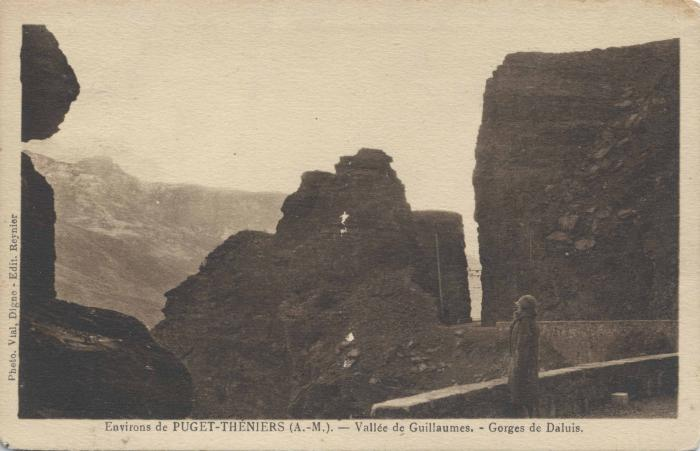 Photo. Vial, Digne - Edit. Reynier
Environs de PUGET-THÉNIERS (A.-M.). — Vallée de Guillaumes. - Gorges de Daluis.